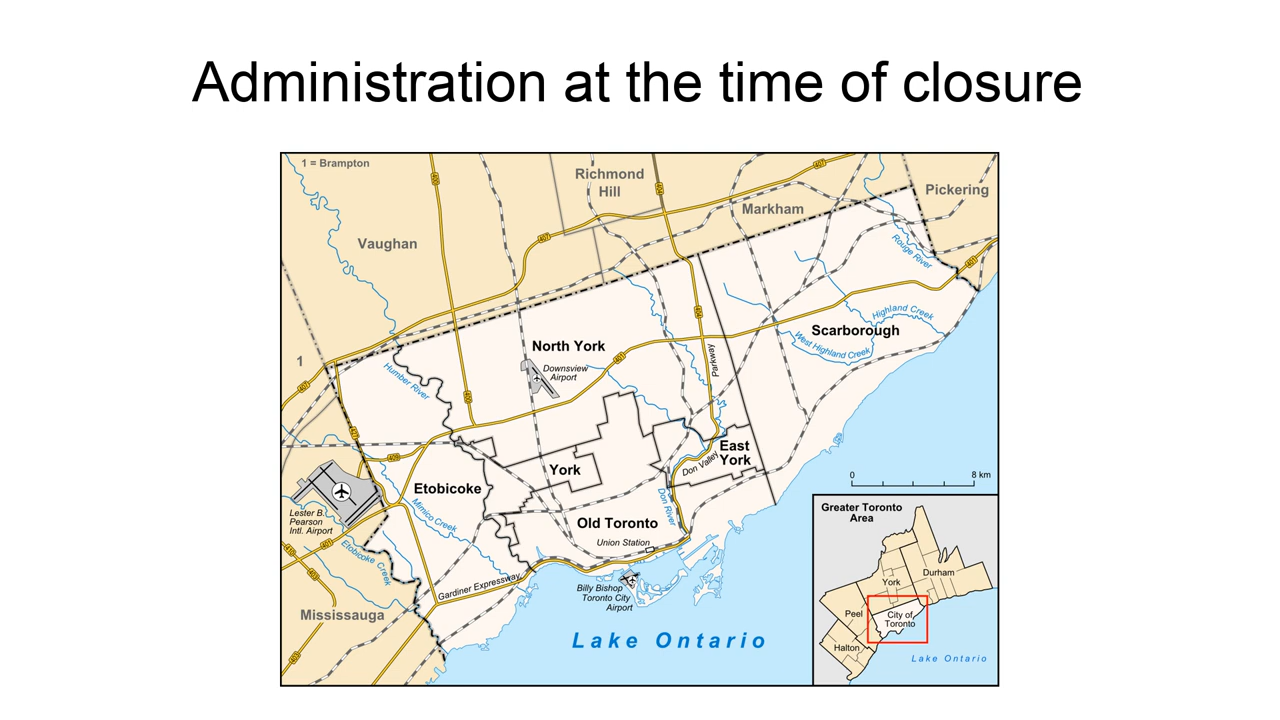 Administration at the time of closure
1 = Brampton
Richmond
Hill
Pickering
Markham
Vaughan
Rouge River
Highland Creek
Scarborough
West Highland Creek
North York
Parkway
Downsview
Airport
1
Humber River
East
York
Don Valley
York
Etobicoke
Don River
Mimico Creek
Old Toronto
Union Station
Lester B.
Pearson
Intl. Airport
Etobicoke Creek
Gardiner Expressway
Billy Bishop
Toronto City
Airport
Mississauga
Lake Ontario
0 8 km
Greater Toronto
Area
Durham
York
Peel
City of
Toronto
Halton
Lake Ontario